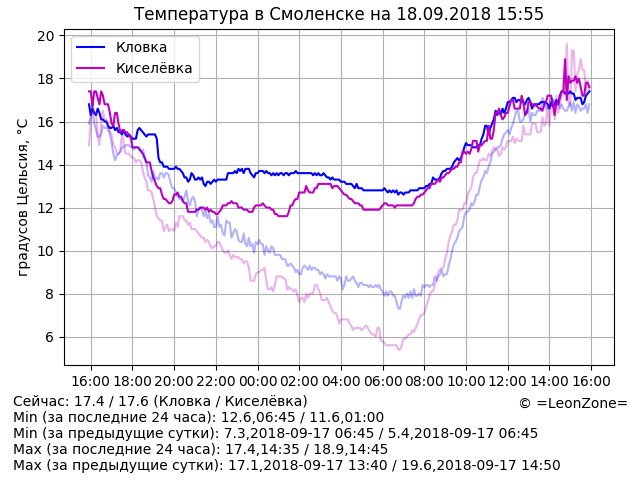 Температура в Смоленске на 18.09.2018 15:55
Кловка
Киселёвка
градусов Цельсия, °C
20
18
16
14
12
10
8
6
16:00 18:00 20:00 22:00 00:00 02:00 04:00 06:00 08:00 10:00 12:00 14:00 16:00
Сейчас: 17.4 / 17.6 (Кловка / Киселёвка)
© =LeonZone=
Min (за последние 24 часа): 12.6,06:45 / 11.6,01:00
Min (за предыдущие сутки): 7.3,2018-09-17 06:45 / 5.4,2018-09-17 06:45
Max (за последние 24 часа): 17.4,14:35 / 18.9,14:45
Max (за предыдущие сутки): 17.1,2018-09-17 13:40 / 19.6,2018-09-17 14:50